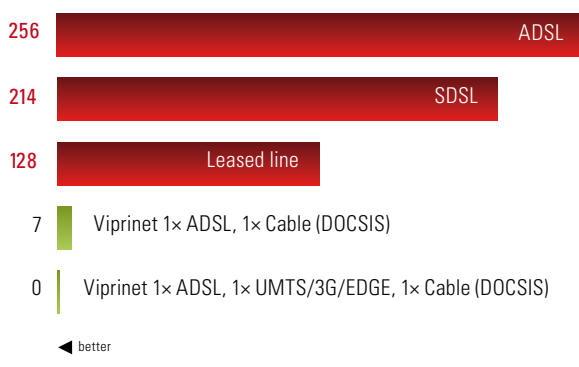 256 ADSL
214 SDSL
128 Leased line
7 Viprinet 1× ADSL, 1× Cable (DOCSIS)
0 Viprinet 1× ADSL, 1× UMTS/3G/EDGE, 1× Cable (DOCSIS)
◀ better